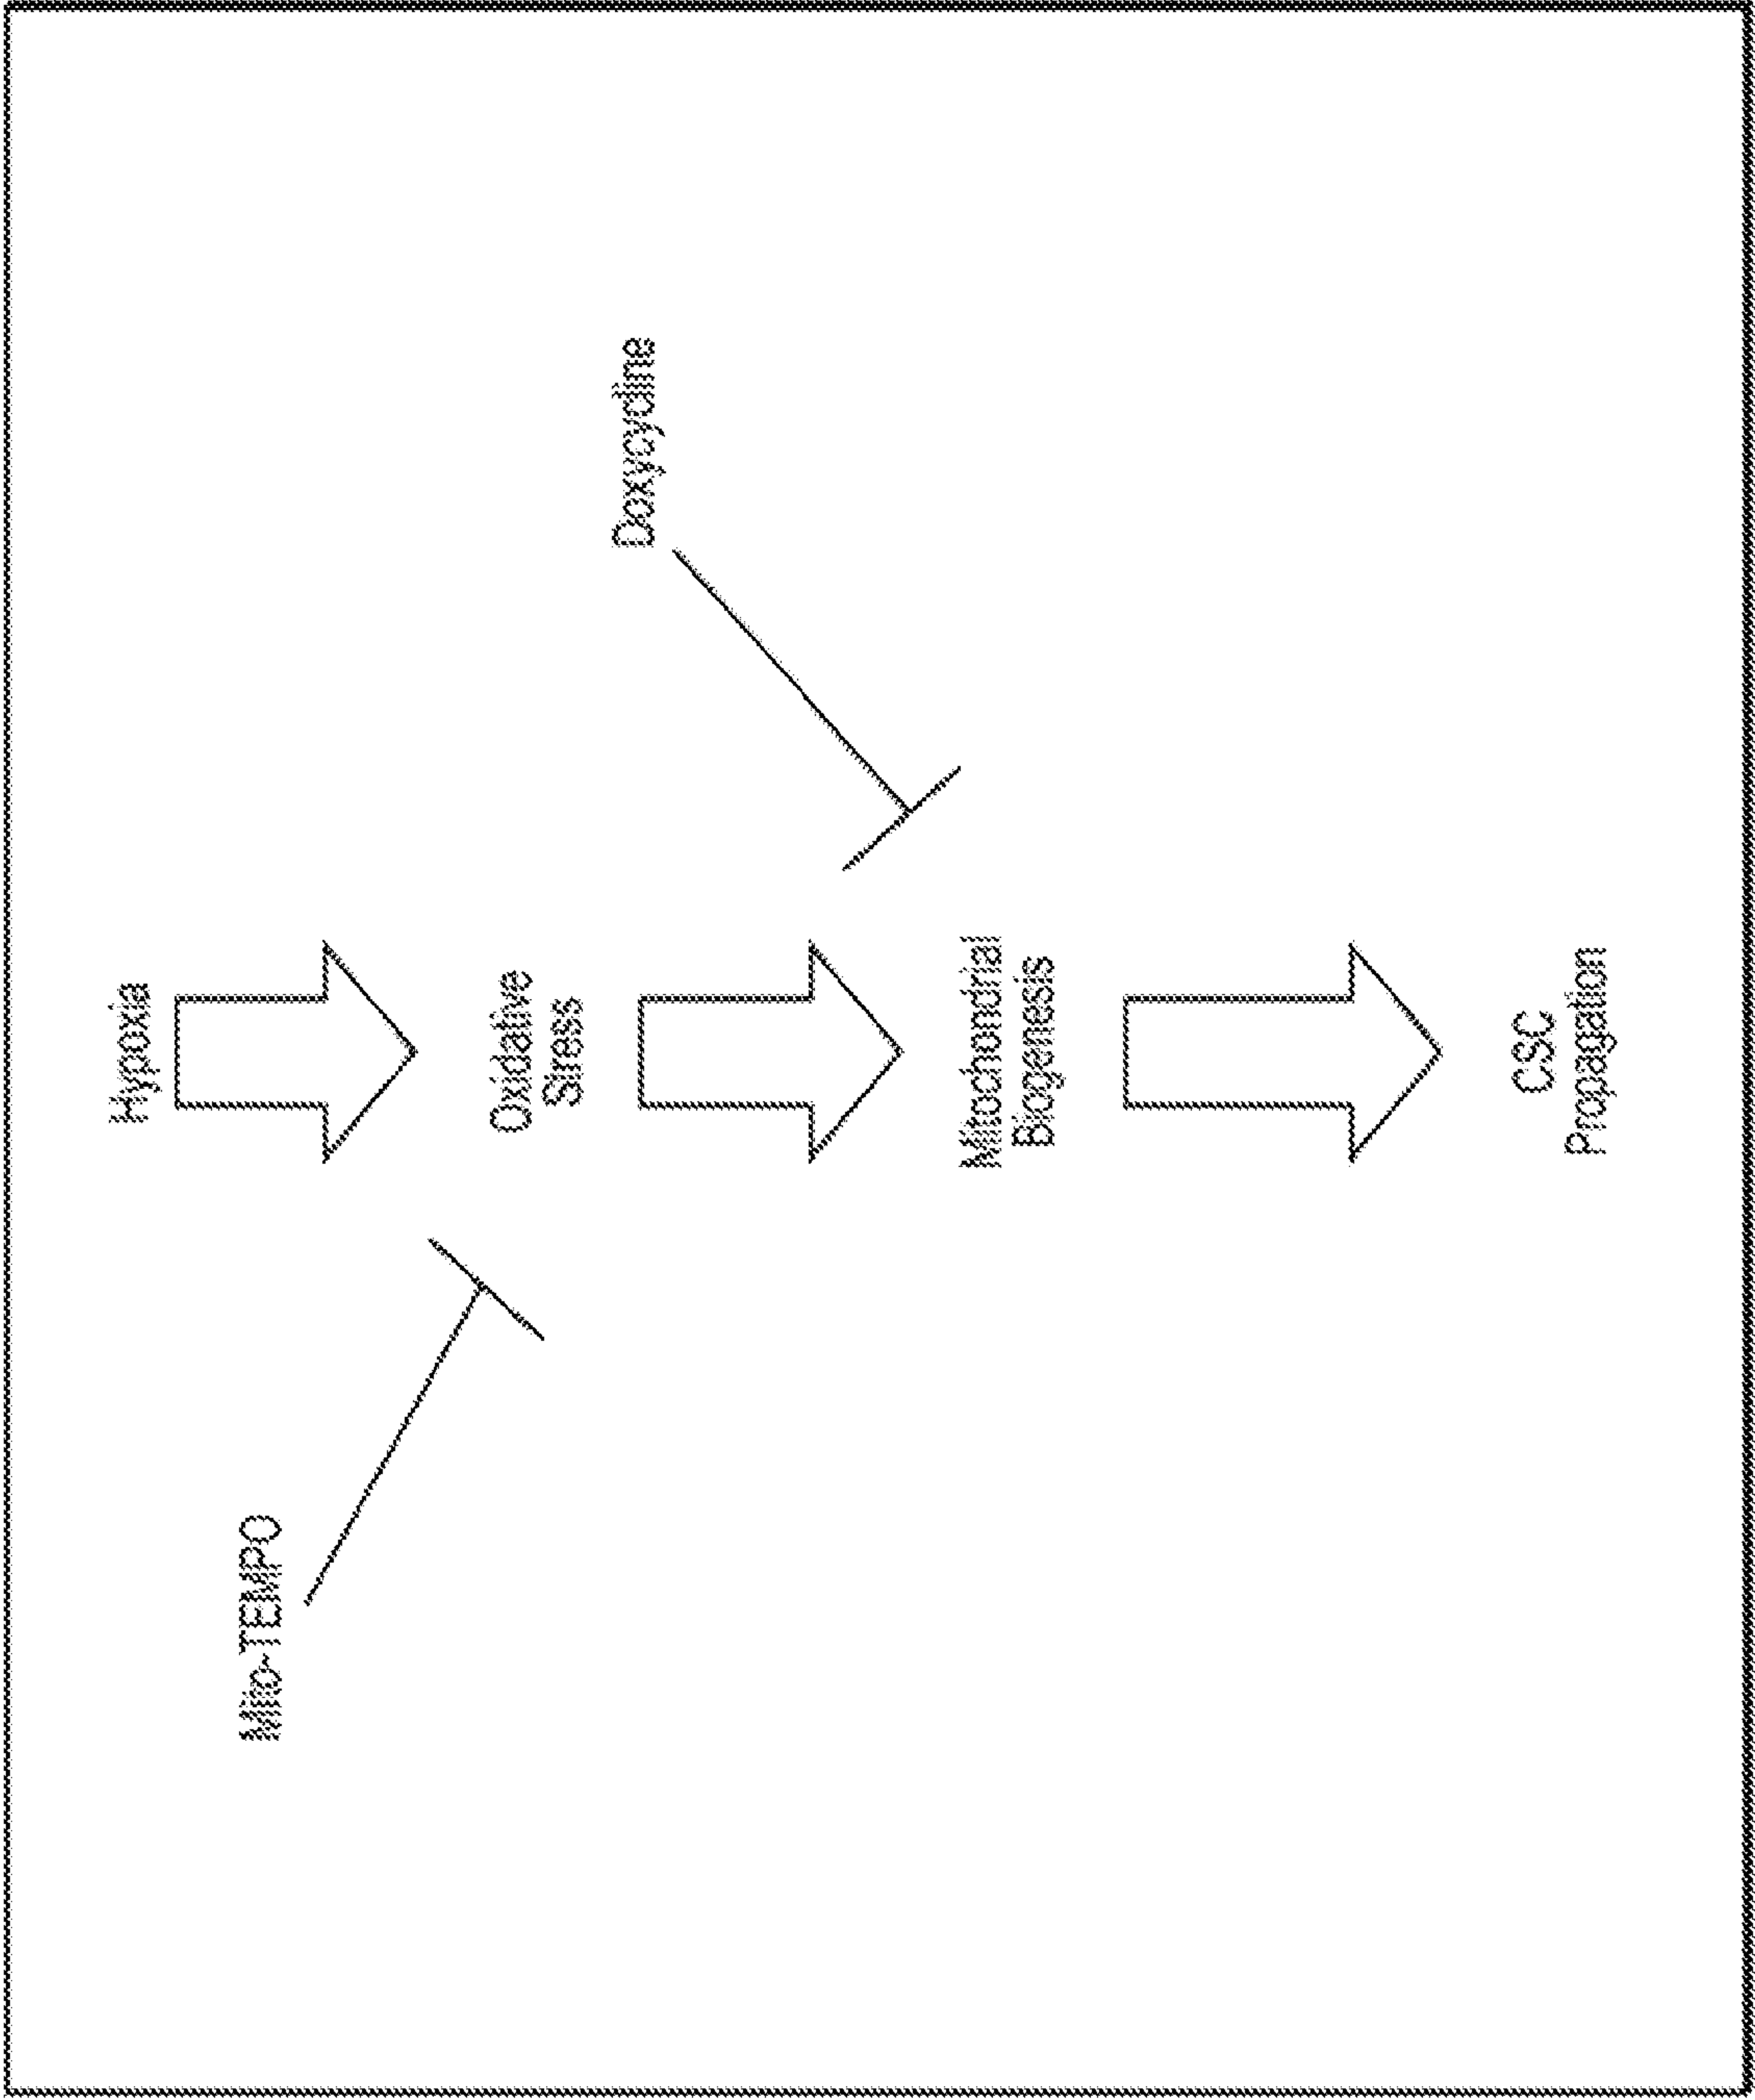 Hypoxia
Mito-TEMPO
Oxidative
Stress
Doxycycline
Mitochondrial
Biogenesis
CSC
Propagation